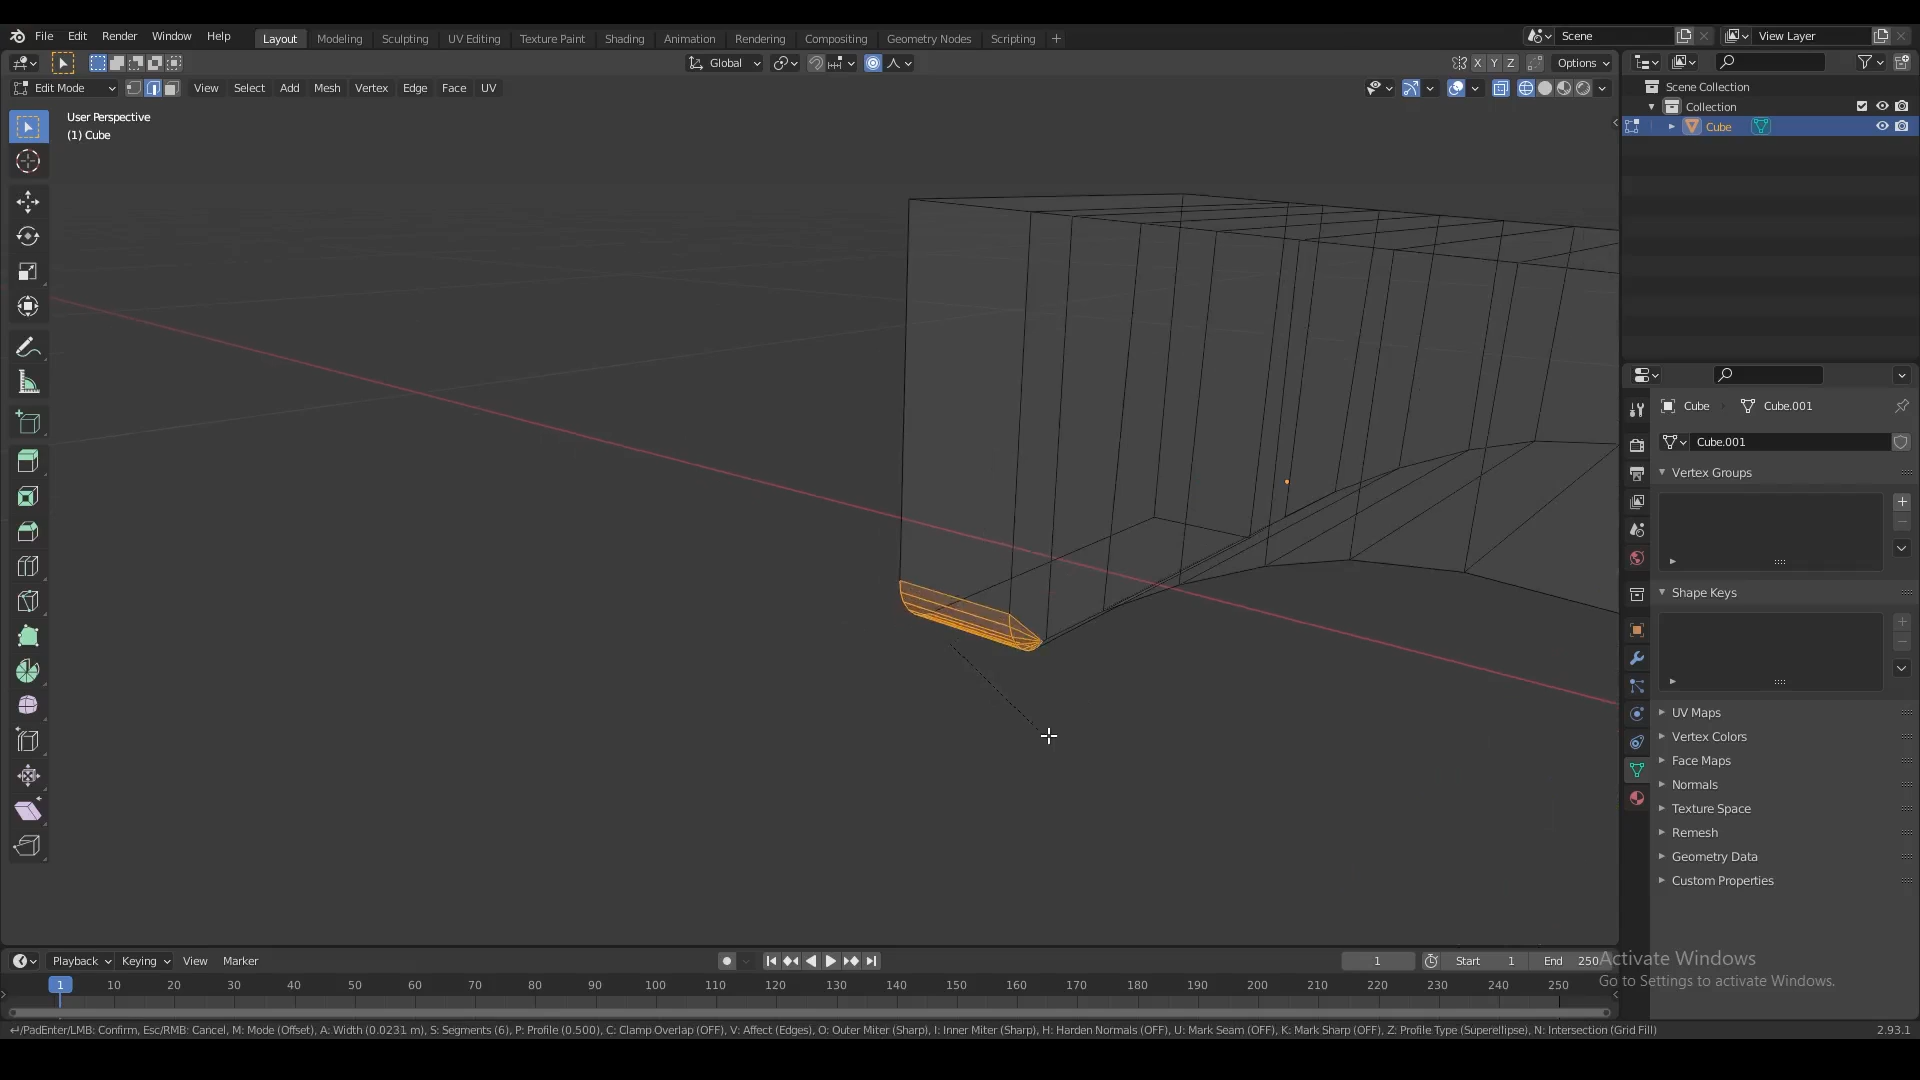 File Edit Render Window Help Layout Modeling Sculpting UV Editing Texture Paint Shading Animation Rendering Compositing Geometry Nodes Scripting + Scene View Layer
Global X Y Z Options
Edit Mode View Select Add Mesh Vertex Edge Face UV
User Perspective
(1) Cube
Scene Collection
Collection
Cube
Cube Cube.001
Cube.001
Vertex Groups
Shape Keys
UV Maps
Vertex Colors
Face Maps
Normals
Texture Space
Remesh
Geometry Data
Custom Properties
Playback Keying View Marker 1 Start 1 End 250
1 10 20 30 40 50 60 70 80 90 100 110 120 130 140 150 160 170 180 190 200 210 220 230 240 250
Activate Windows
Go to Settings to activate Windows.
↵/PadEnter/LMB: Confirm, Esc/RMB: Cancel, M: Mode (Offset), A: Width (0.0231 m), S: Segments (6), P: Profile (0.500), C: Clamp Overlap (OFF), V: Affect (Edges), O: Outer Miter (Sharp), I: Inner Miter (Sharp), H: Harden Normals (OFF), U: Mark Seam (OFF), K: Mark Sharp (OFF), Z: Profile Type (Superellipse), N: Intersection (Grid Fill) 2.93.1